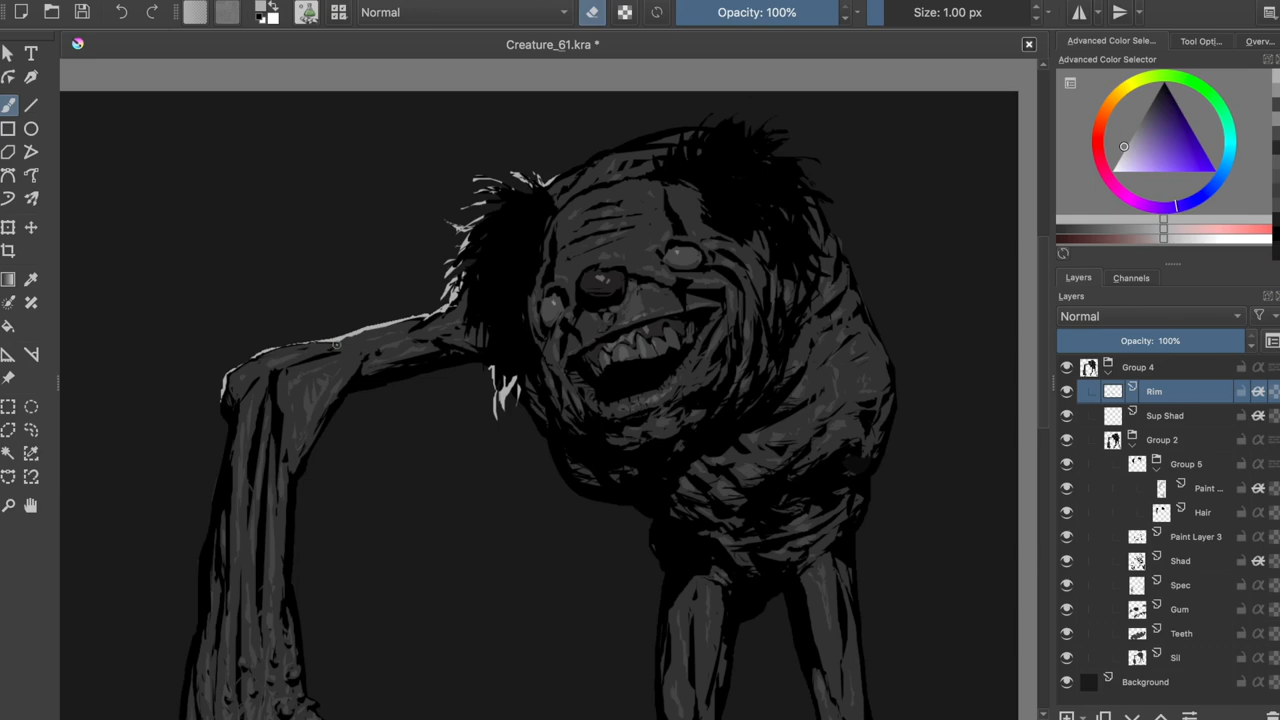 Normal
Opacity: 100%
Size: 1.00 px
Creature_61.kra *
Advanced Color Sele...
Tool Opti...
Overv...
Advanced Color Selector
Layers
Channels
Layers
Normal
Opacity: 100%
Group 4
Rim
Sup Shad
Group 2
Group 5
Paint ...
Hair
Paint Layer 3
Shad
Spec
Gum
Teeth
Sil
Background